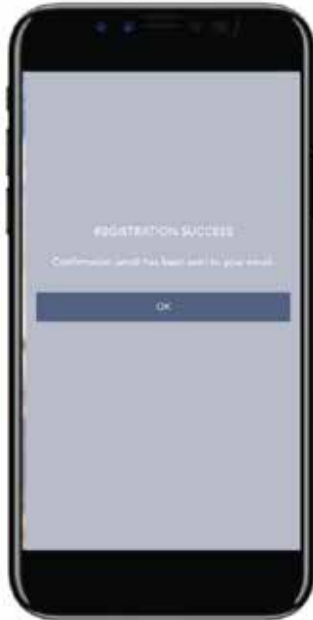 REGISTRATION SUCCESS
Confirmation email has been sent to your email.
OK